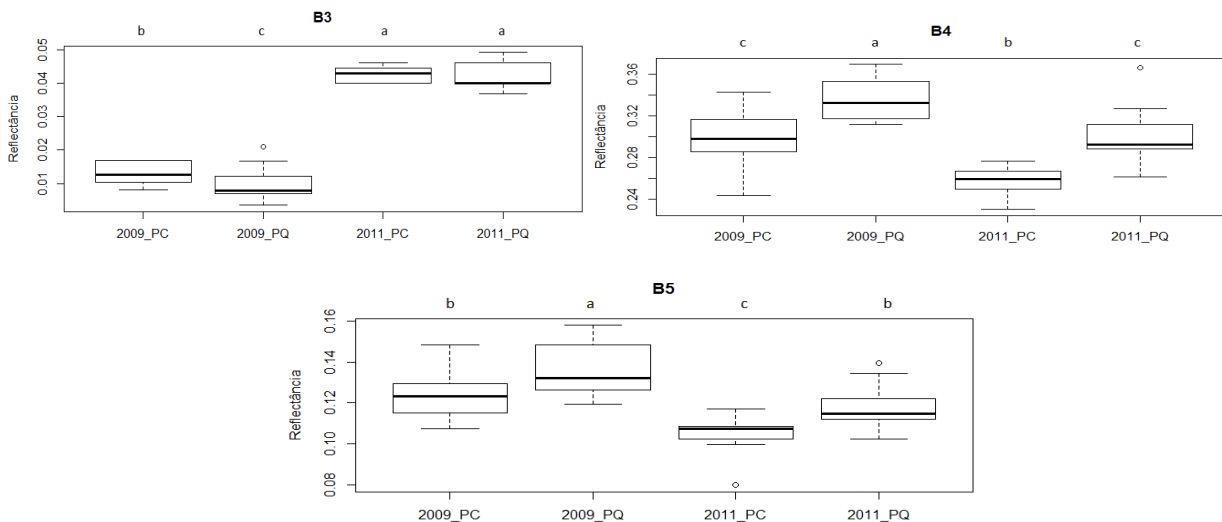 B3
b c a a
Reflectância
0.05
0.04
0.02
0.01
2009_PC 2009_PQ 2011_PC 2011_PQ
B4
c a b c
Reflectância
0.36
0.32
0.28
0.24
2009_PC 2009_PQ 2011_PC 2011_PQ
B5
b a c b
Reflectância
0.16
0.14
0.12
0.10
0.08
2009_PC 2009_PQ 2011_PC 2011_PQ